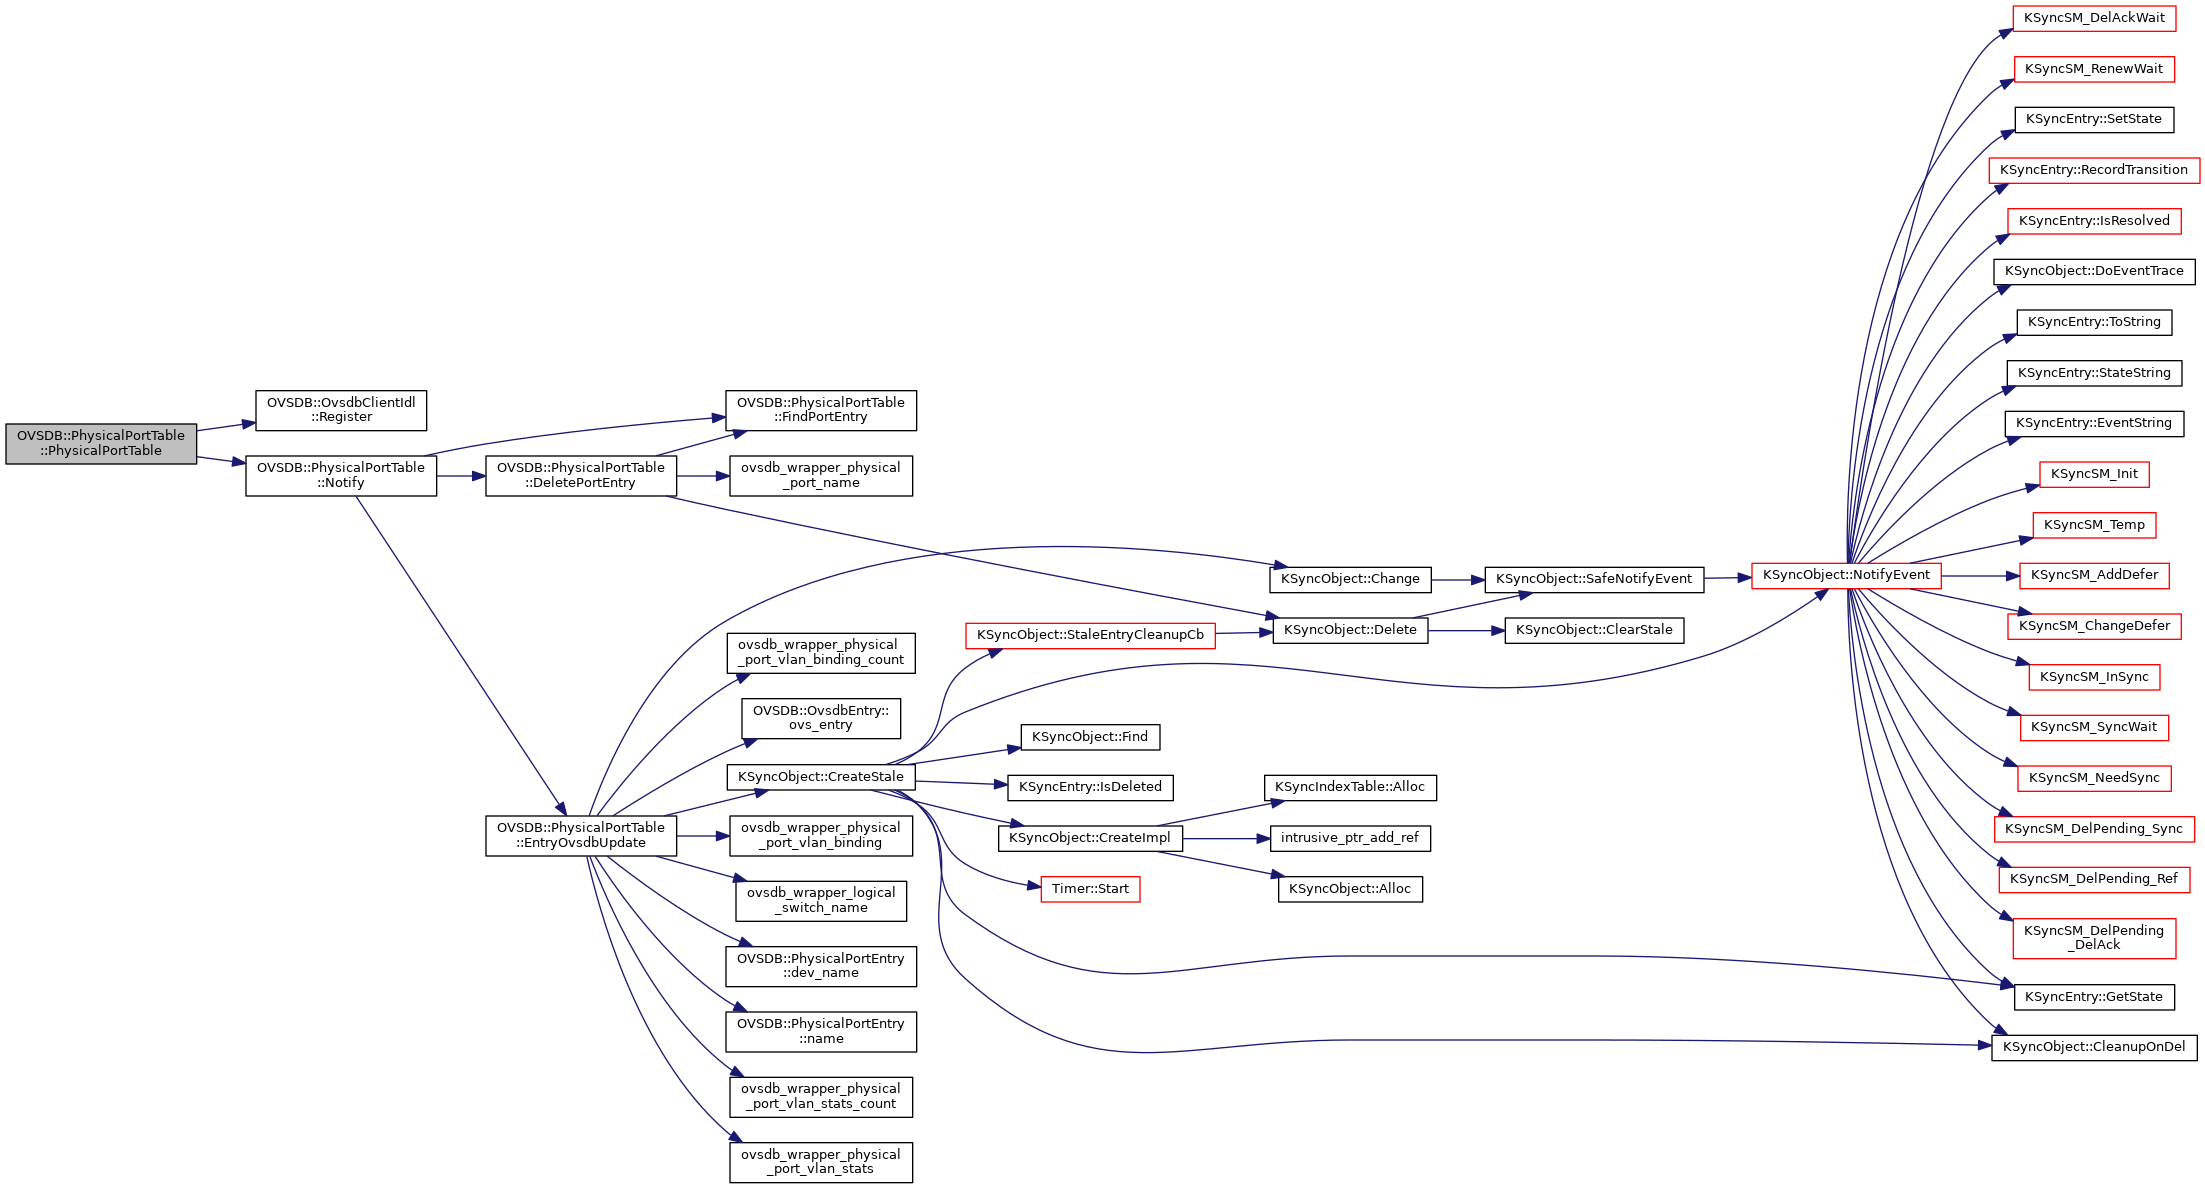 OVSDB::PhysicalPortTable
::PhysicalPortTable
OVSDB::OvsdbClientIdl
::Register
OVSDB::PhysicalPortTable
::Notify
OVSDB::PhysicalPortTable
::DeletePortEntry
OVSDB::PhysicalPortTable
::EntryOvsdbUpdate
OVSDB::PhysicalPortTable
::FindPortEntry
ovsdb_wrapper_physical
_port_name
ovsdb_wrapper_physical
_port_vlan_binding_count
OVSDB::OvsdbEntry::
ovs_entry
KSyncObject::CreateStale
ovsdb_wrapper_physical
_port_vlan_binding
ovsdb_wrapper_logical
_switch_name
OVSDB::PhysicalPortEntry
::dev_name
OVSDB::PhysicalPortEntry
::name
ovsdb_wrapper_physical
_port_vlan_stats_count
ovsdb_wrapper_physical
_port_vlan_stats
KSyncObject::StaleEntryCleanupCb
KSyncObject::Find
KSyncEntry::IsDeleted
KSyncObject::CreateImpl
Timer::Start
KSyncObject::Change
KSyncObject::Delete
KSyncIndexTable::Alloc
intrusive_ptr_add_ref
KSyncObject::Alloc
KSyncObject::SafeNotifyEvent
KSyncObject::ClearStale
KSyncObject::NotifyEvent
KSyncSM_DelAckWait
KSyncSM_RenewWait
KSyncEntry::SetState
KSyncEntry::RecordTransition
KSyncEntry::IsResolved
KSyncObject::DoEventTrace
KSyncEntry::ToString
KSyncEntry::StateString
KSyncEntry::EventString
KSyncSM_Init
KSyncSM_Temp
KSyncSM_AddDefer
KSyncSM_ChangeDefer
KSyncSM_InSync
KSyncSM_SyncWait
KSyncSM_NeedSync
KSyncSM_DelPending_Sync
KSyncSM_DelPending_Ref
KSyncSM_DelPending
_DelAck
KSyncEntry::GetState
KSyncObject::CleanupOnDel